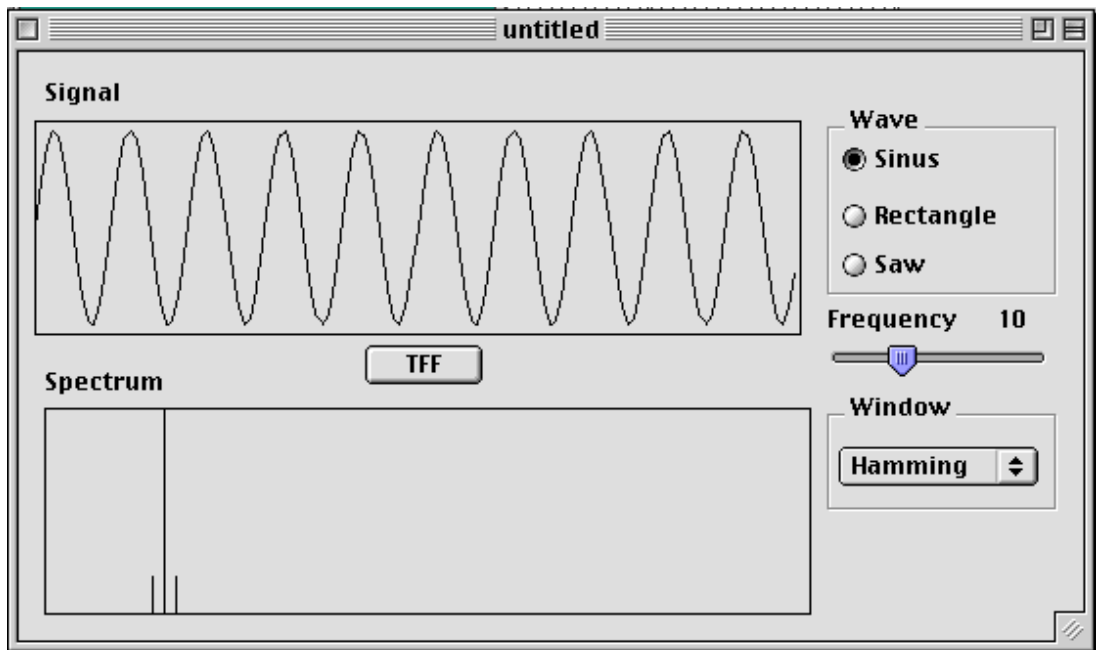 untitled
Signal
Wave
Sinus
Rectangle
Saw
Frequency 10
TFF
Spectrum
Window
Hamming